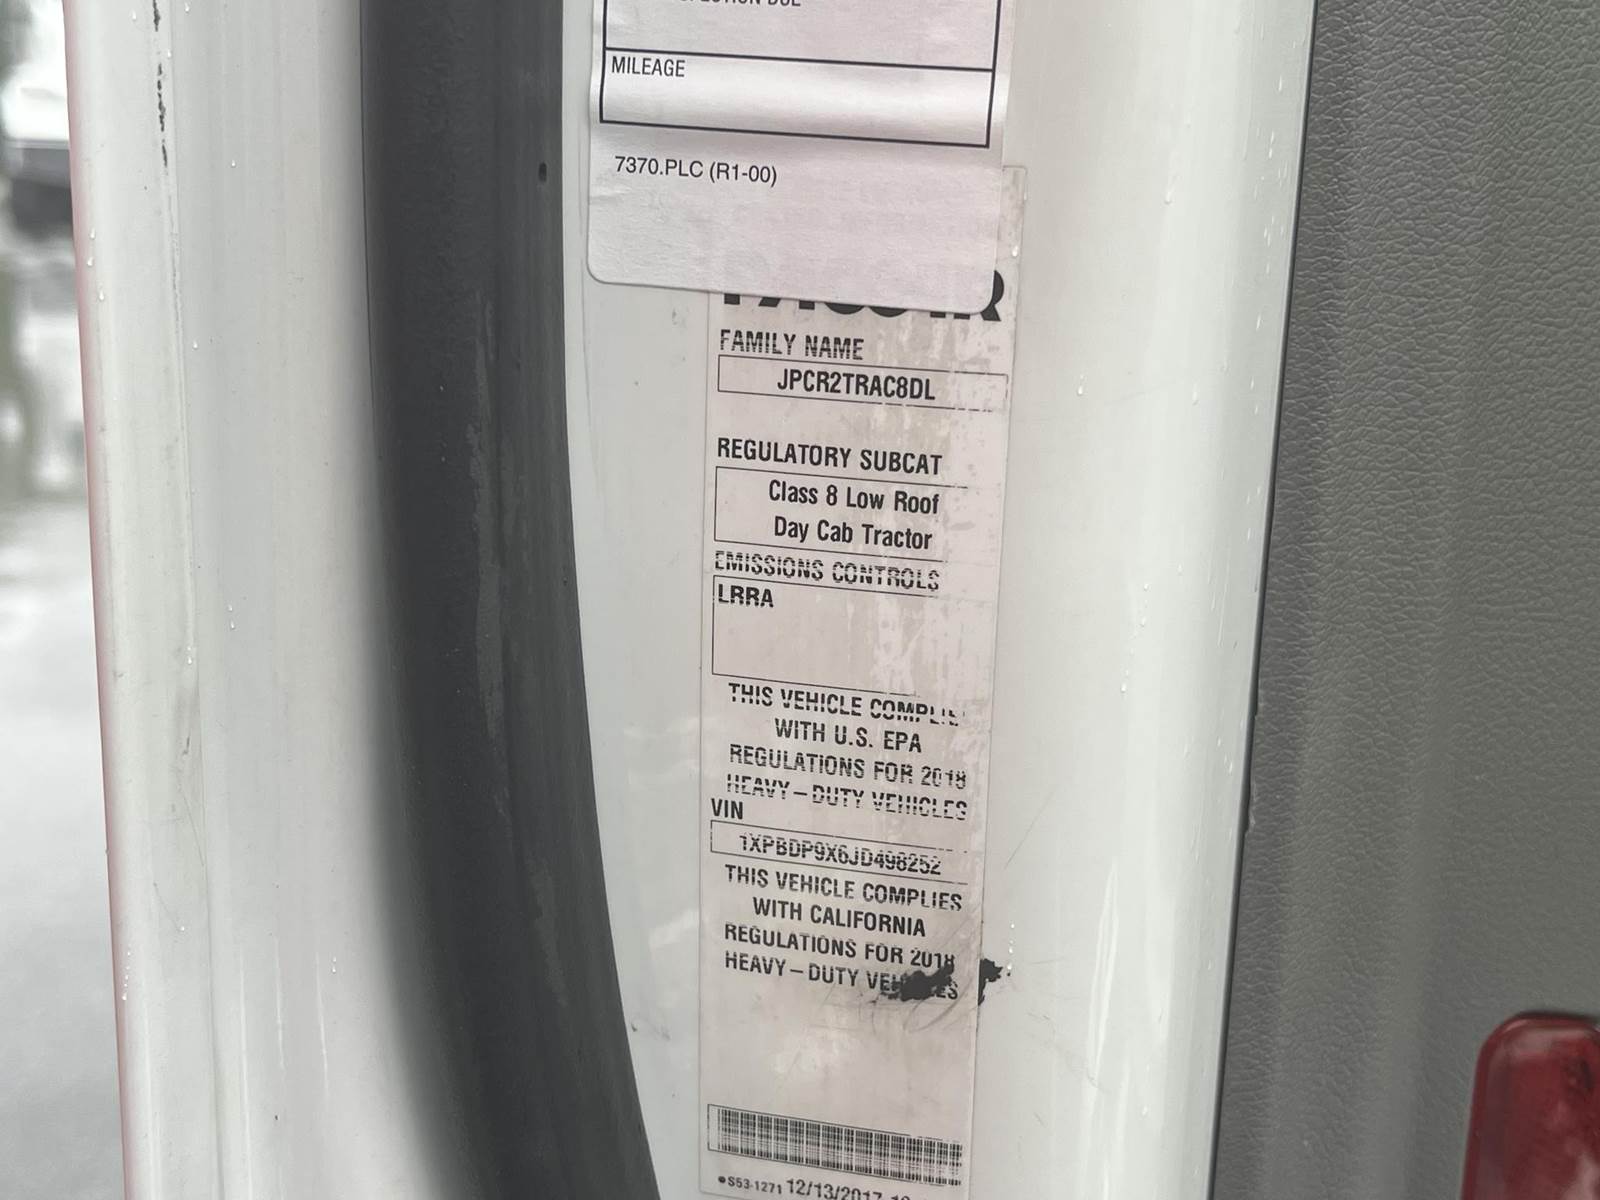 MILEAGE
7370.PLC (R1-00)
FAMILY NAME
JPCR2TRAC8DL
REGULATORY SUBCAT
Class 8 Low Roof
Day Cab Tractor
EMISSIONS CONTROLS
LRRA
THIS VEHICLE COMPLIES
WITH U.S. EPA
REGULATIONS FOR 2018
HEAVY-DUTY VEHICLES
VIN
1XPBDP9X6JD498252
THIS VEHICLE COMPLIES
WITH CALIFORNIA
REGULATIONS FOR 2018
HEAVY-DUTY VEHICLES
S53-1271 12/13/2017